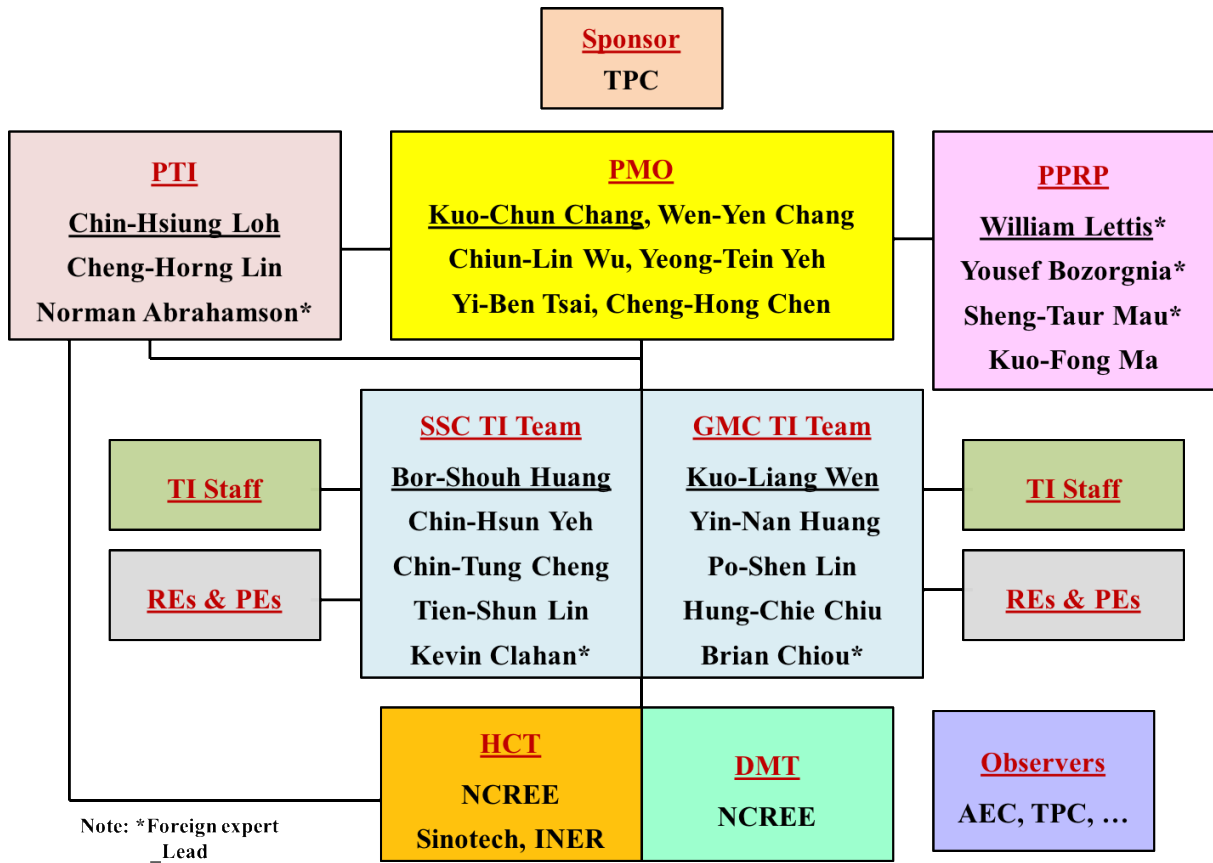 Sponsor
TPC
PTI
Chin-Hsiung Loh
Cheng-Horng Lin
Norman Abrahamson*
PMO
Kuo-Chun Chang, Wen-Yen Chang
Chiun-Lin Wu, Yeong-Tein Yeh
Yi-Ben Tsai, Cheng-Hong Chen
PPRP
William Lettis*
Yousef Bozorgnia*
Sheng-Taur Mau*
Kuo-Fong Ma
TI Staff
REs & PEs
SSC TI Team
Bor-Shouh Huang
Chin-Hsun Yeh
Chin-Tung Cheng
Tien-Shun Lin
Kevin Clahan*
GMC TI Team
Kuo-Liang Wen
Yin-Nan Huang
Po-Shen Lin
Hung-Chie Chiu
Brian Chiou*
TI Staff
REs & PEs
HCT
NCREE
Sinotech, INER
DMT
NCREE
Observers
AEC, TPC, …
Note: *Foreign expert
_Lead